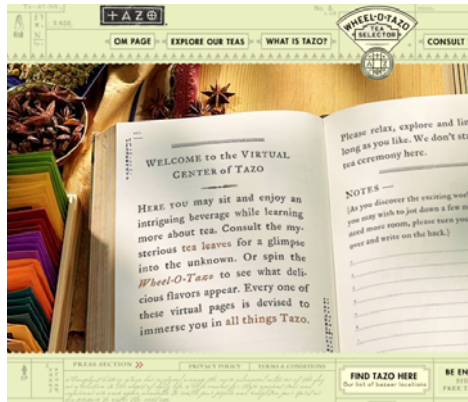 TAZO
WHEEL-O-TAZO
TEA
SELECTOR
OM PAGE
EXPLORE OUR TEAS
WHAT IS TAZO?
CONSULT
WELCOME to the VIRTUAL
CENTER of TAZO
HERE YOU may sit and enjoy an
intriguing beverage while learning
more about tea. Consult the my-
sterious tea leaves for a glimpse
into the unknown. Or spin the
Wheel-O-Tazo to see what deli-
cious flavors appear. Every one of
these virtual pages is devised to
immerse you in all things Tazo.
Please relax, explore and lin
long as you like. We don't str
tea ceremony here.
NOTES —
(As you discover the exciting wor
you may wish to jot down a few n
need more room, please turn you
over and write on the back.)
PRESS SECTION >>
PRIVACY POLICY
TERMS & CONDITIONS
FIND TAZO HERE
Our list of bazaar locations
BE EN
FREE T